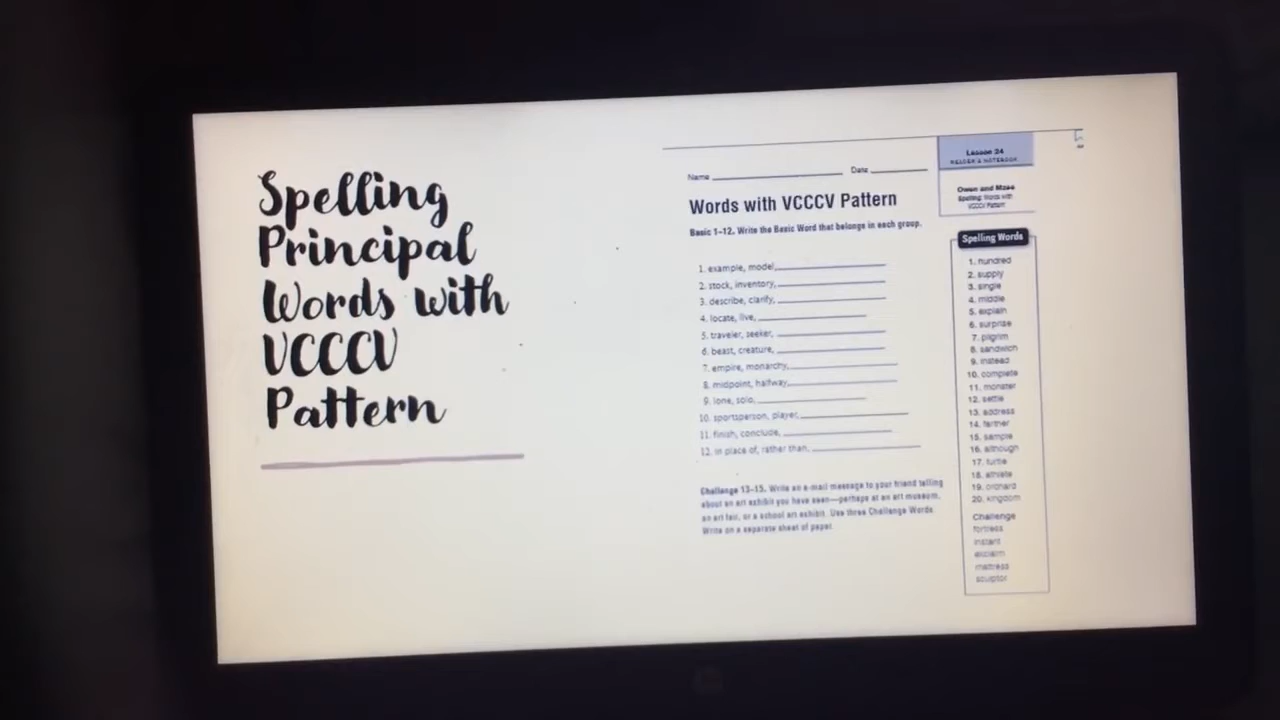 Spelling
Principal
Words with
VCCCV
Pattern
Name
Date
Lesson 24
READER'S NOTEBOOK
Owen and Mzee
Spelling: Words with
VCCCV Pattern
Words with VCCCV Pattern
Basic 1–12. Write the Basic Word that belongs in each group.
1. example, model,
2. stock, inventory,
3. describe, clarify,
4. locate, live,
5. traveler, seeker,
6. beast, creature,
7. empire, monarchy,
8. midpoint, halfway,
9. lone, solo,
10. sportsperson, player,
11. finish, conclude,
12. in place of, rather than,
Challenge 13–15. Write an e-mail message to your friend telling
about an art exhibit you have seen—perhaps at an art museum,
an art fair, or a school art exhibit. Use three Challenge Words.
Write on a separate sheet of paper.
Spelling Words
1. hundred
2. supply
3. single
4. middle
5. explain
6. surprise
7. pilgrim
8. sandwich
9. instead
10. complete
11. monster
12. settle
13. address
14. farther
15. sample
16. although
17. turtle
18. athlete
19. orchard
20. kingdom
Challenge
fortress
instant
exclaim
mattress
sculptor